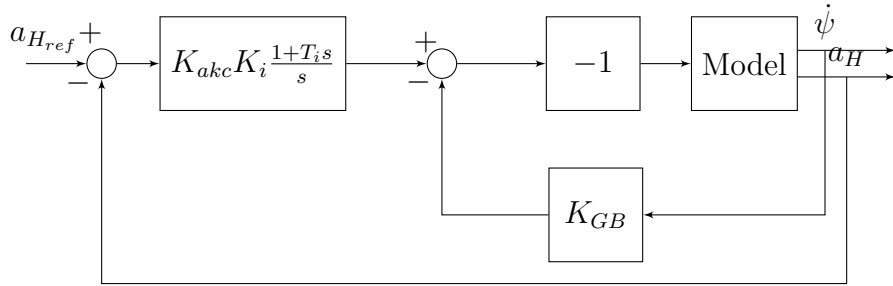 $a_{H_{ref}}$ + −
$K_{akc}K_i\frac{1+T_i s}{s}$
+ −
−1
Model
$\dot{\psi}$
$a_H$
$K_{GB}$